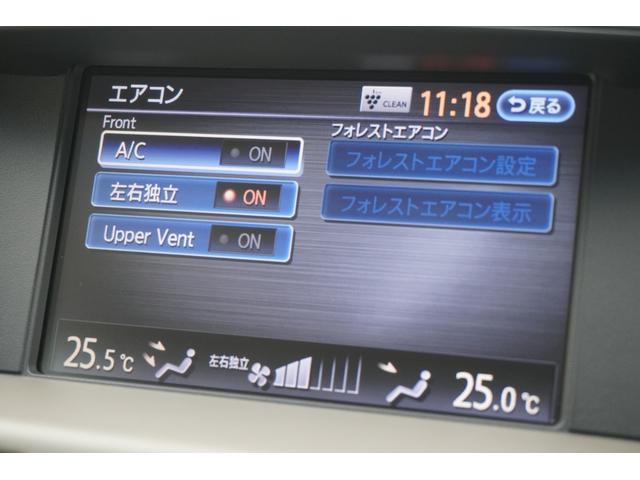 エアコン
CLEAN
11:18
戻る
Front
フォレストエアコン
A/C ON
フォレストエアコン設定
左右独立 ON
フォレストエアコン表示
Upper Vent ON
25.5℃
左右独立
25.0℃